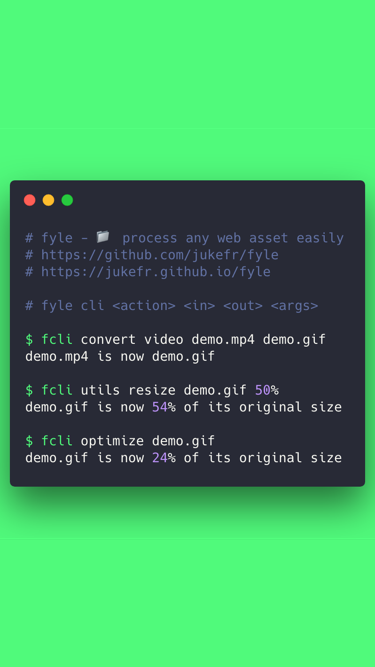 # fyle - 📁 process any web asset easily
# https://github.com/jukefr/fyle
# https://jukefr.github.io/fyle
# fyle cli <action> <in> <out> <args>
$ fcli convert video demo.mp4 demo.gif
demo.mp4 is now demo.gif
$ fcli utils resize demo.gif 50%
demo.gif is now 54% of its original size
$ fcli optimize demo.gif
demo.gif is now 24% of its original size